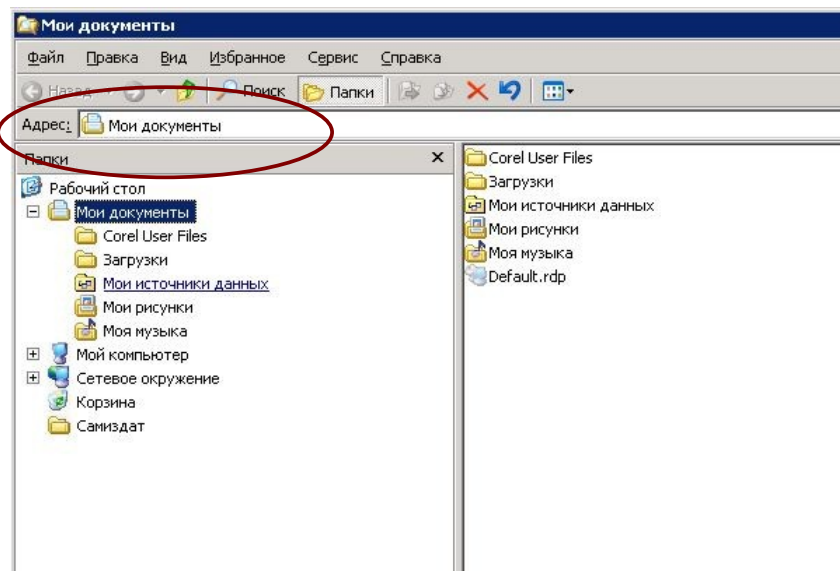 Мои документы
Файл Правка Вид Избранное Сервис Справка
Назад Поиск Папки
Адрес: Мои документы
Папки
Рабочий стол
Мои документы
Corel User Files
Загрузки
Мои источники данных
Мои рисунки
Моя музыка
Мой компьютер
Сетевое окружение
Корзина
Самиздат
Corel User Files
Загрузки
Мои источники данных
Мои рисунки
Моя музыка
Default.rdp